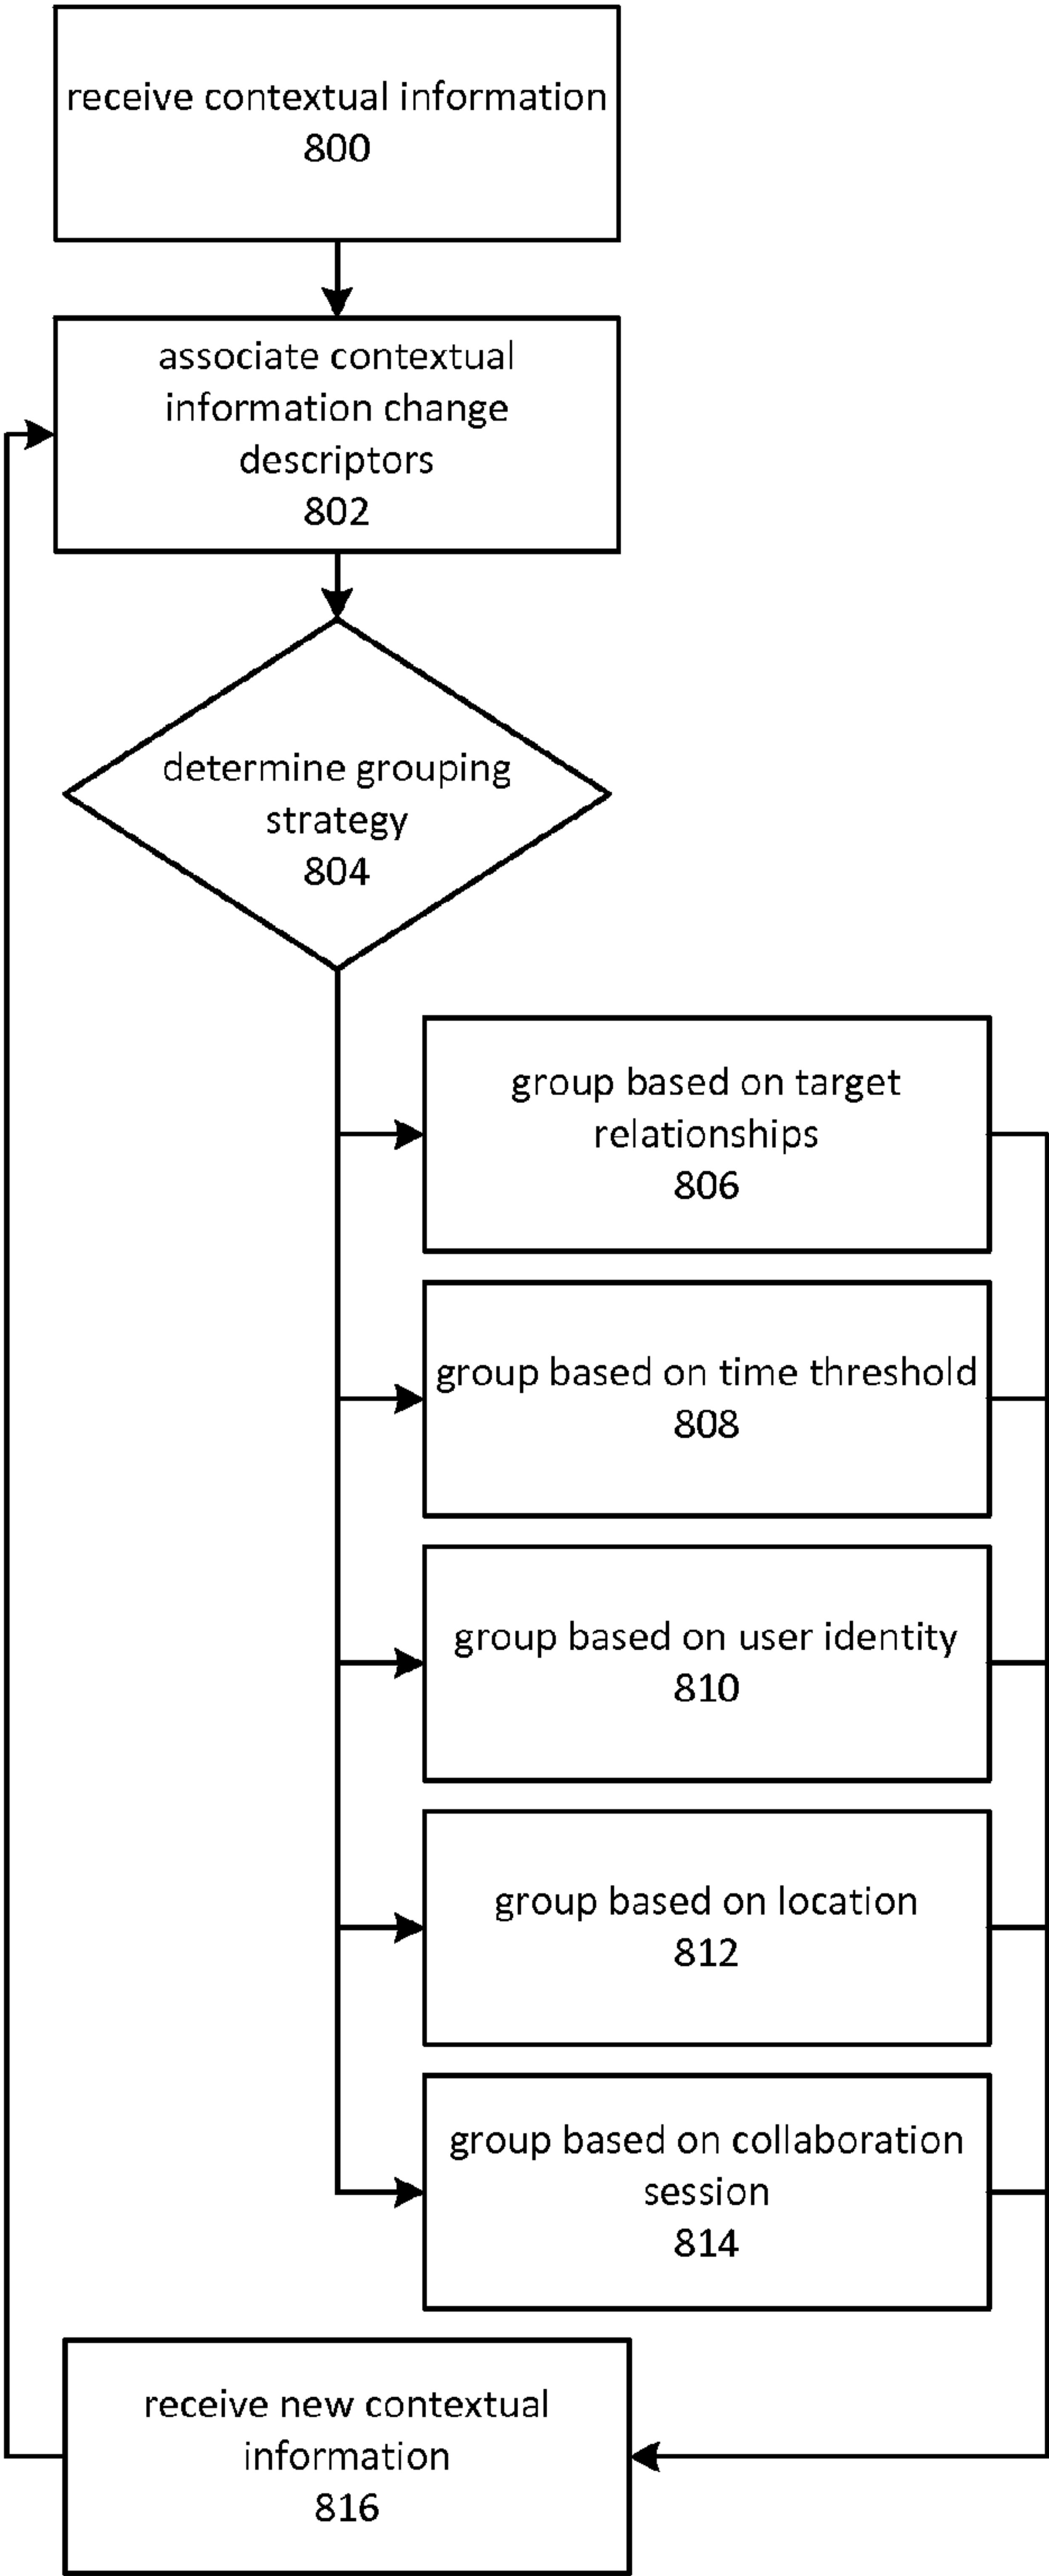 receive contextual information
800
associate contextual
information change
descriptors
802
determine grouping
strategy
804
group based on target
relationships
806
group based on time threshold
808
group based on user identity
810
group based on location
812
group based on collaboration
session
814
receive new contextual
information
816